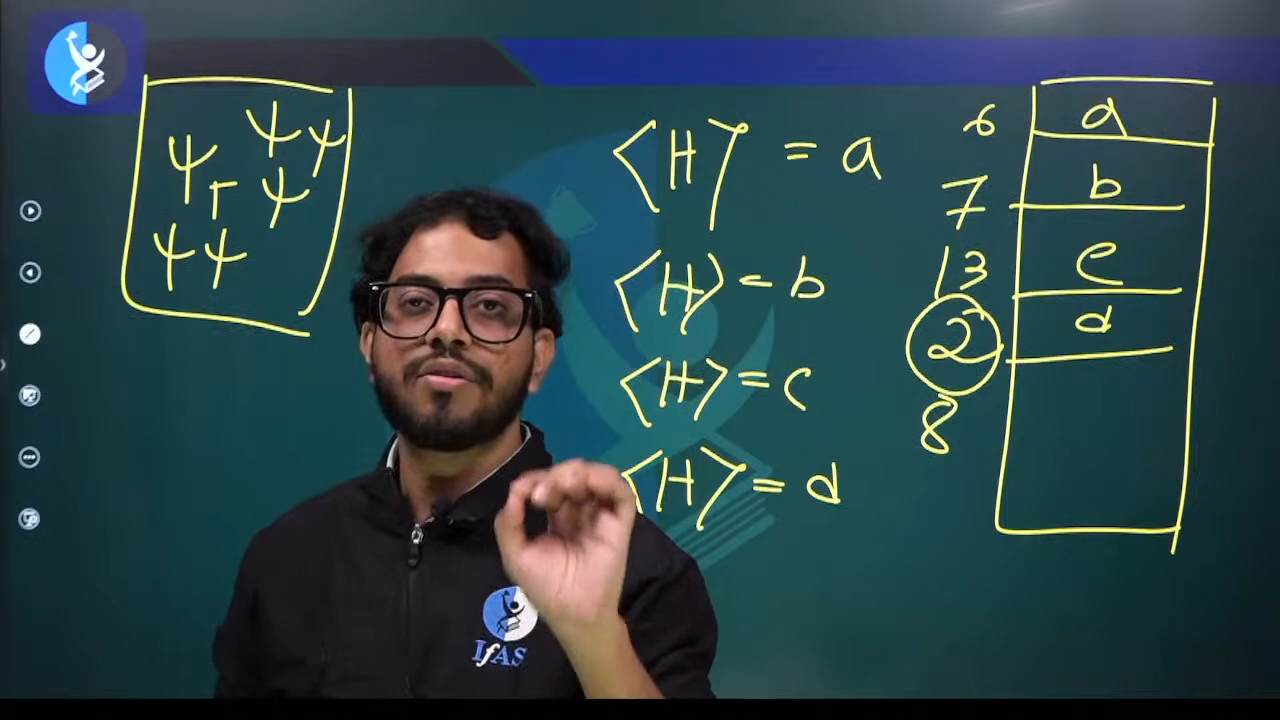 ψ ψ
ψ ψ
ψ ψ
⟨H⟩ = a
⟨H⟩ = b
⟨H⟩ = c
⟨H⟩ = d
6 a
7 b
13 c
2 d
8
IFAS